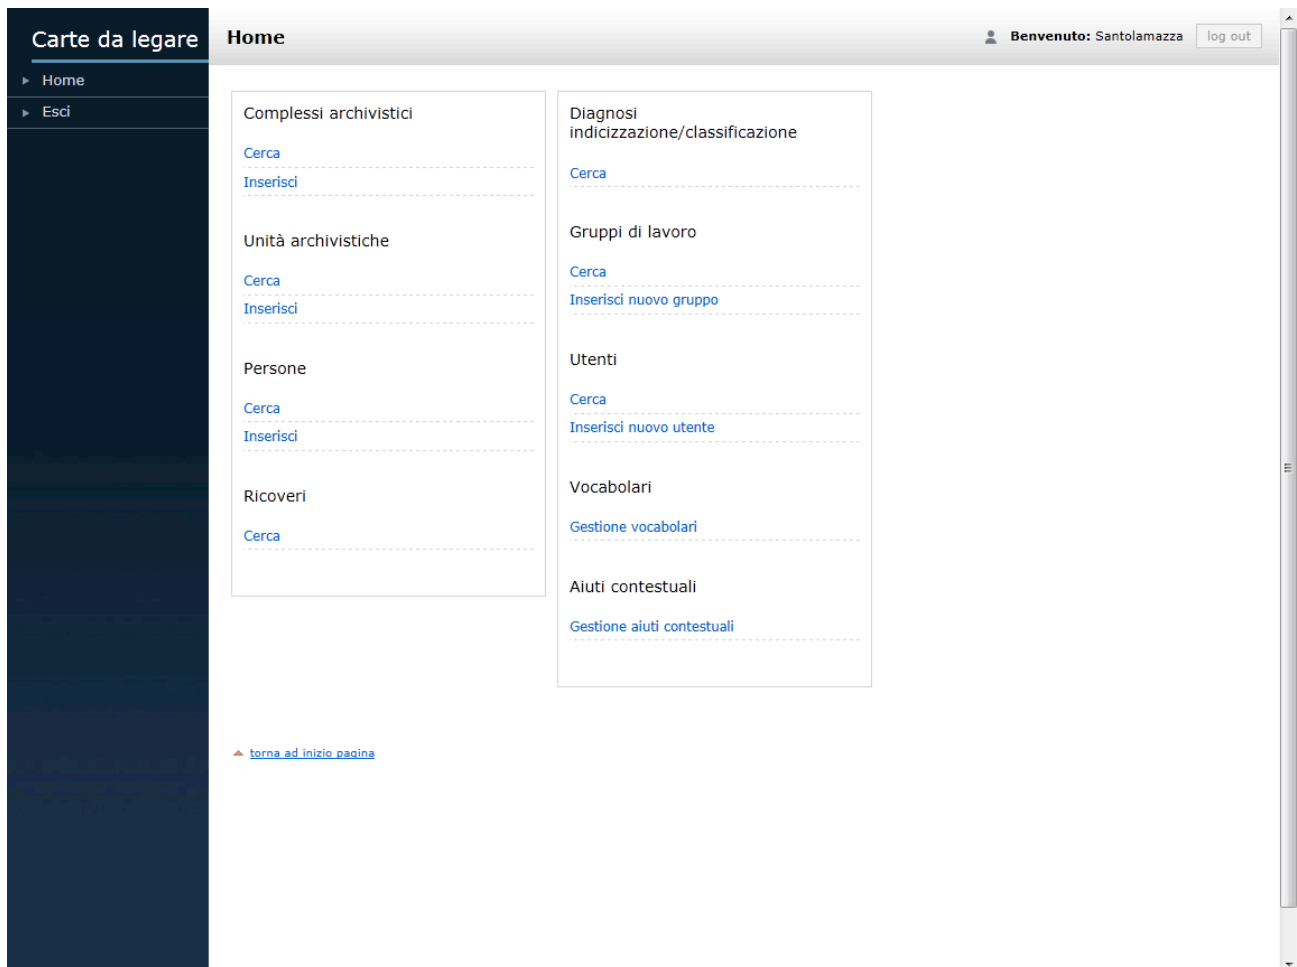 Carte da legare
Home
Esci
Home
Benvenuto: Santolamazza
log out
Complessi archivistici
Cerca
Inserisci
Unità archivistiche
Cerca
Inserisci
Persone
Cerca
Inserisci
Ricoveri
Cerca
Diagnosi
indicizzazione/classificazione
Cerca
Gruppi di lavoro
Cerca
Inserisci nuovo gruppo
Utenti
Cerca
Inserisci nuovo utente
Vocabolari
Gestione vocabolari
Aiuti contestuali
Gestione aiuti contestuali
torna ad inizio pagina